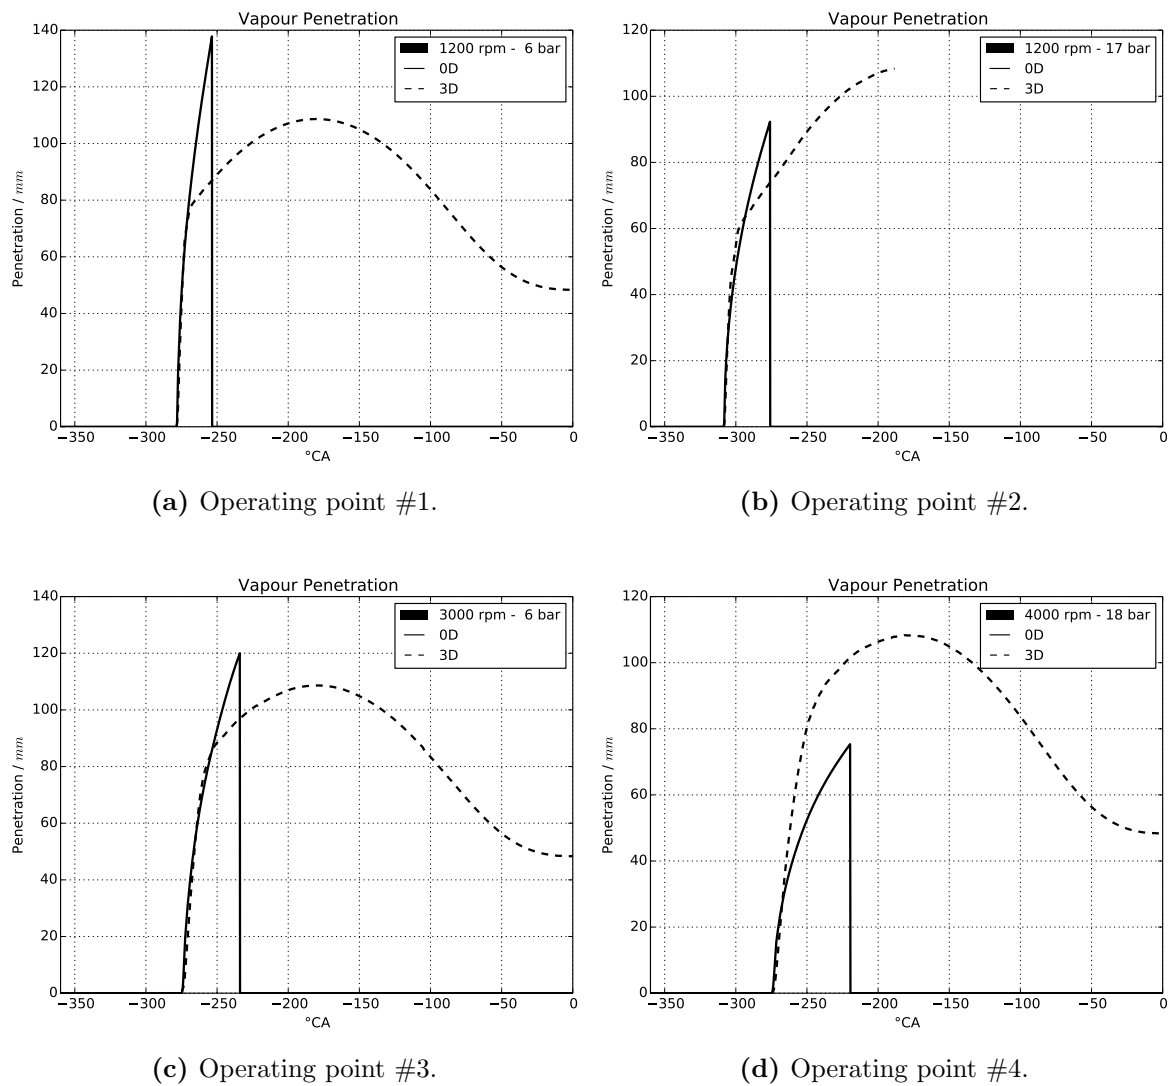 Vapour Penetration
140
120
100
80
60
40
20
0
Penetration / mm
1200 rpm -  6 bar
0D
3D
−350 −300 −250 −200 −150 −100 −50 0
°CA
(a) Operating point #1.
Vapour Penetration
120
100
80
60
40
20
0
Penetration / mm
1200 rpm - 17 bar
0D
3D
−350 −300 −250 −200 −150 −100 −50 0
°CA
(b) Operating point #2.
Vapour Penetration
140
120
100
80
60
40
20
0
Penetration / mm
3000 rpm -  6 bar
0D
3D
−350 −300 −250 −200 −150 −100 −50 0
°CA
(c) Operating point #3.
Vapour Penetration
120
100
80
60
40
20
0
Penetration / mm
4000 rpm - 18 bar
0D
3D
−350 −300 −250 −200 −150 −100 −50 0
°CA
(d) Operating point #4.